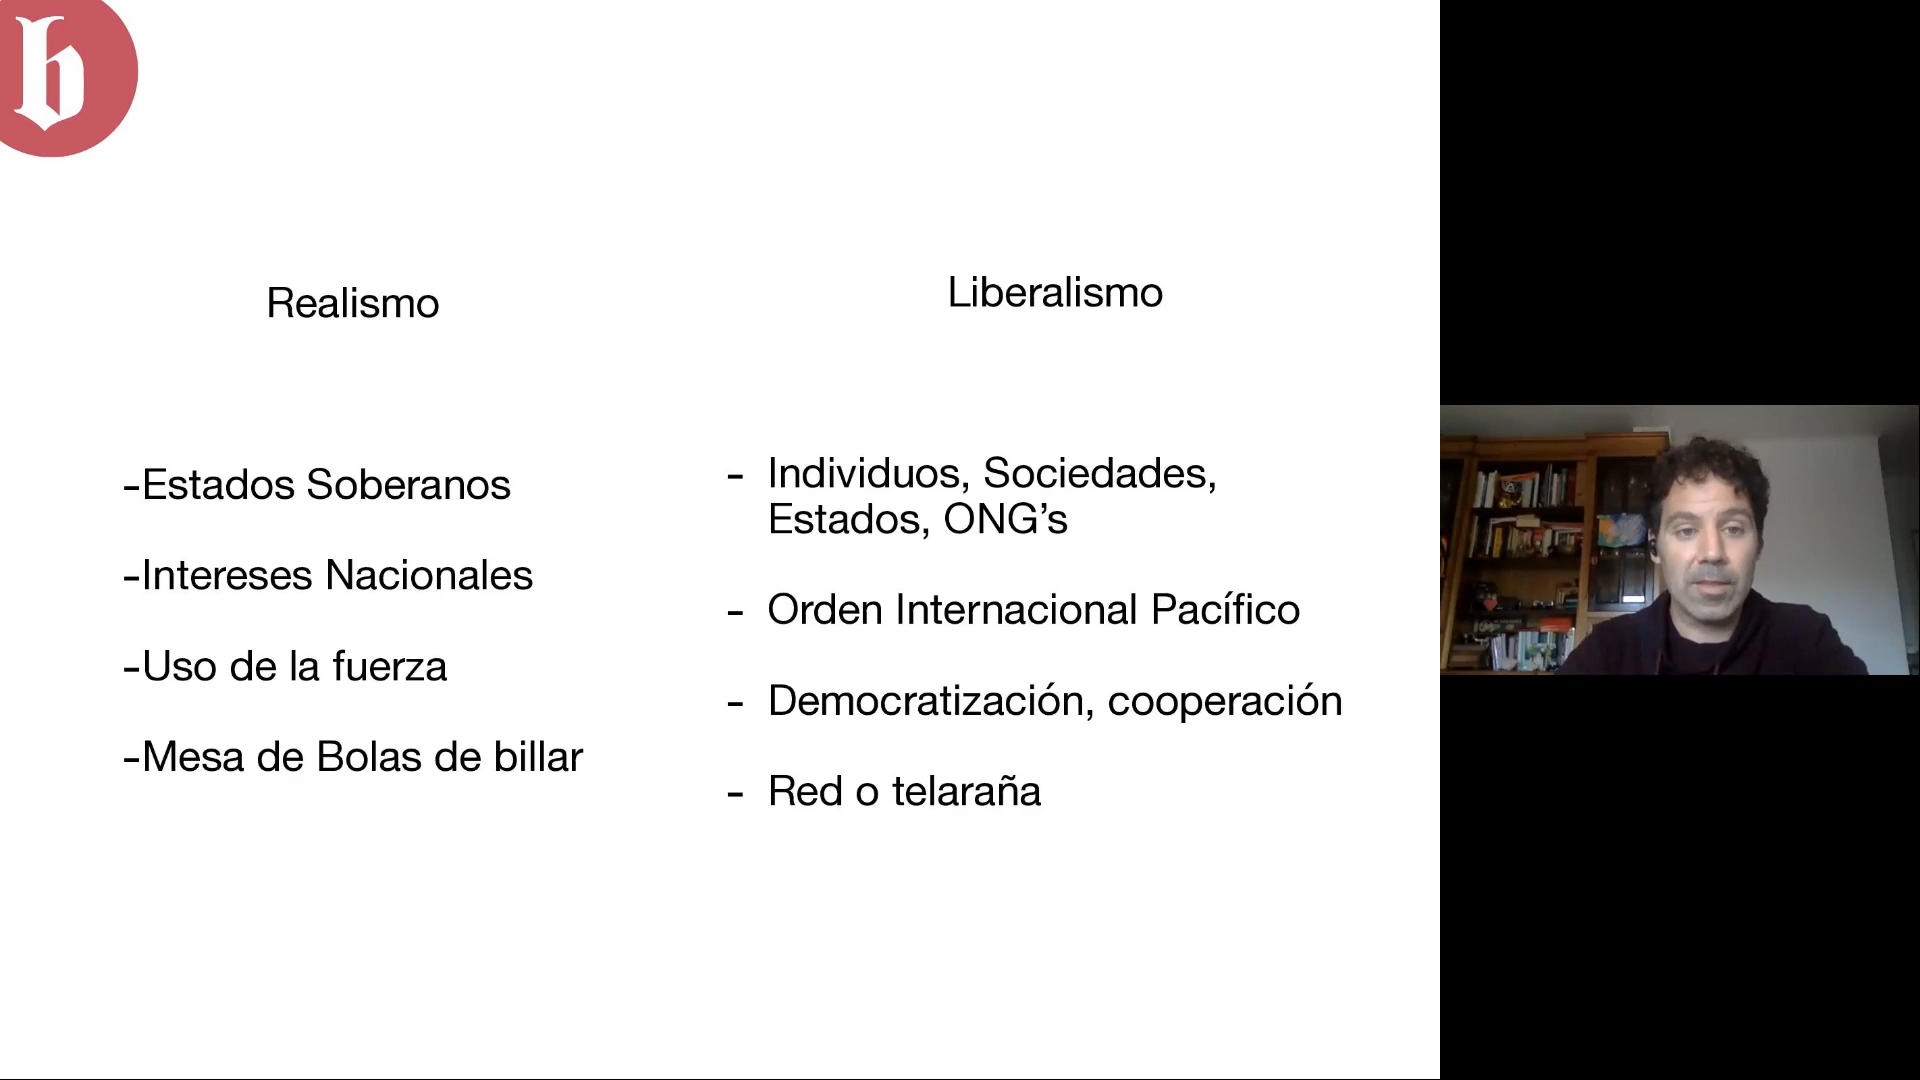 b
Realismo
-Estados Soberanos
-Intereses Nacionales
-Uso de la fuerza
-Mesa de Bolas de billar
Liberalismo
- Individuos, Sociedades,
Estados, ONG’s
- Orden Internacional Pacífico
- Democratización, cooperación
- Red o telaraña